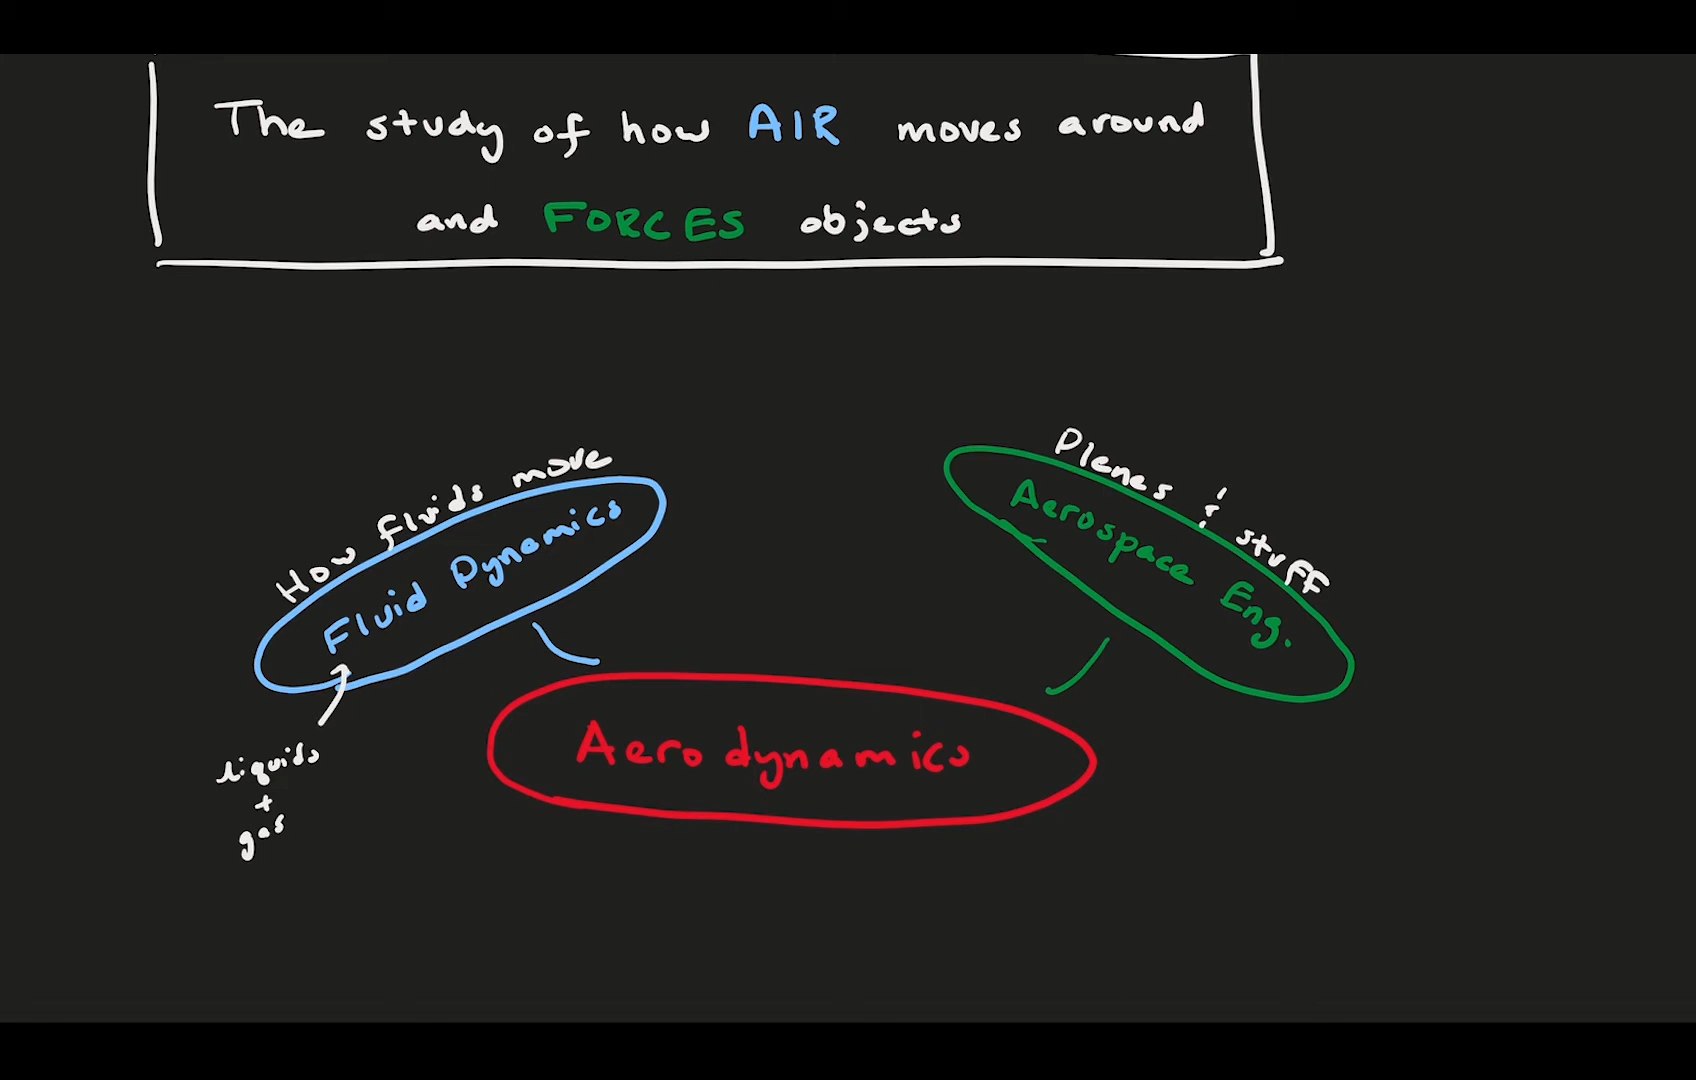 The study of how AIR moves around
and FORCES objects
How fluids move
Fluid Dynamics
liquids
+
gas
Planes & stuff
Aerospace Eng.
Aerodynamics